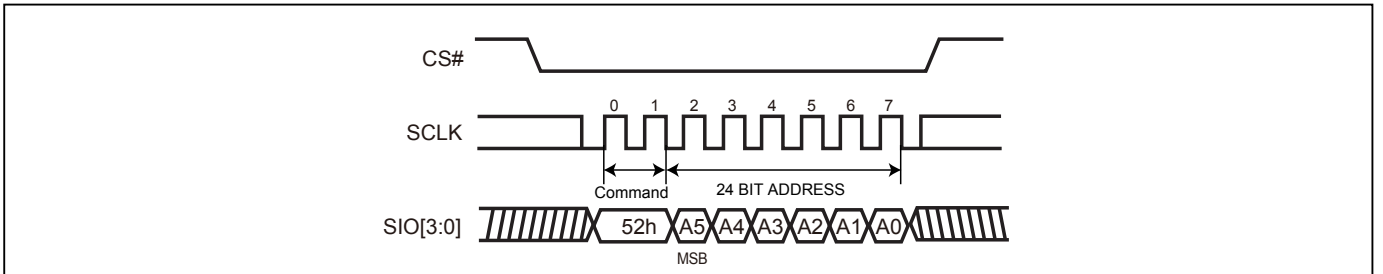 CS#
0 1 2 3 4 5 6 7
SCLK
Command 24 BIT ADDRESS
SIO[3:0] 52h A5 A4 A3 A2 A1 A0
MSB